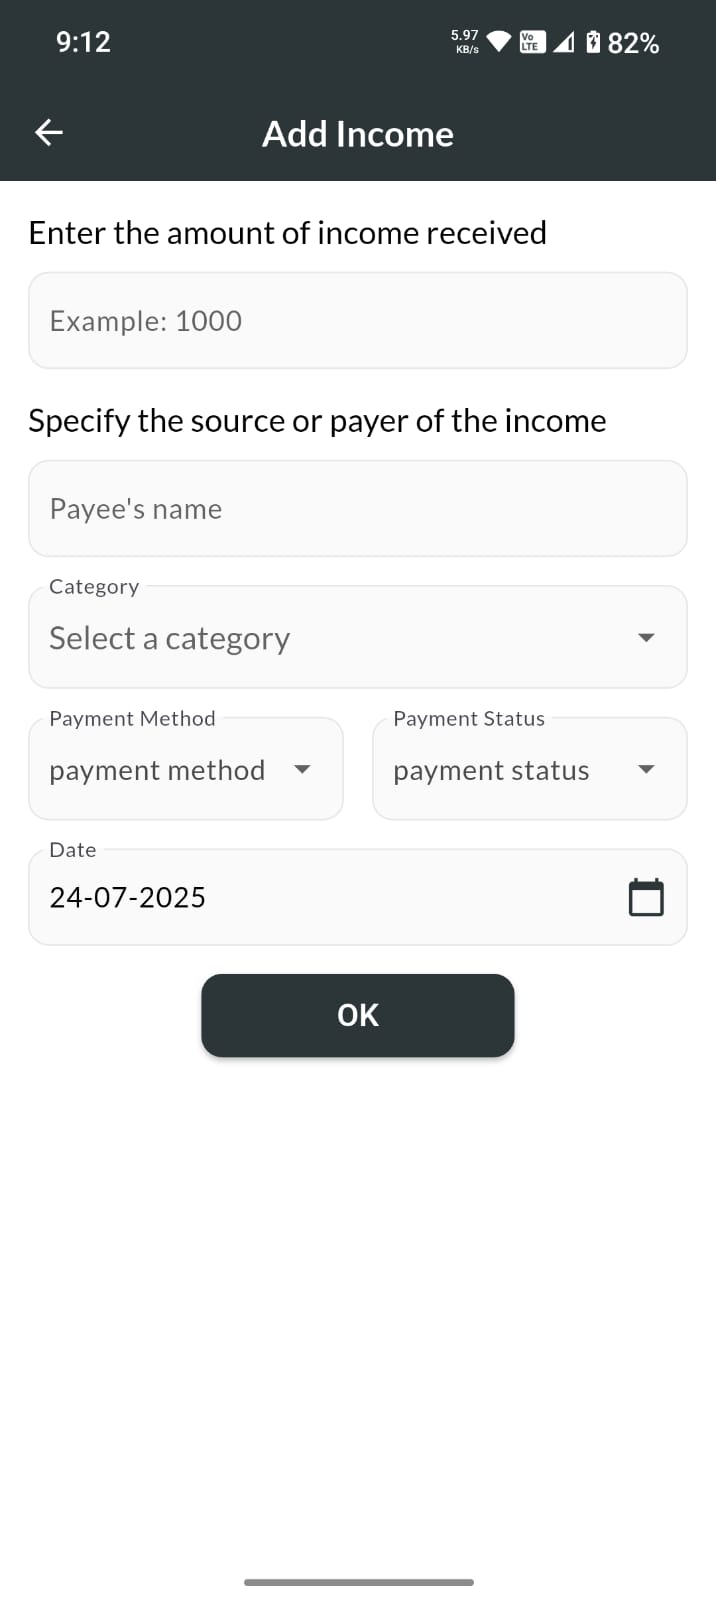 9:12
5.97
KB/s
Vo
LTE
82%
Add Income
Enter the amount of income received
Example: 1000
Specify the source or payer of the income
Payee's name
Category
Select a category
Payment Method
Payment Status
payment method
payment status
Date
24-07-2025
OK